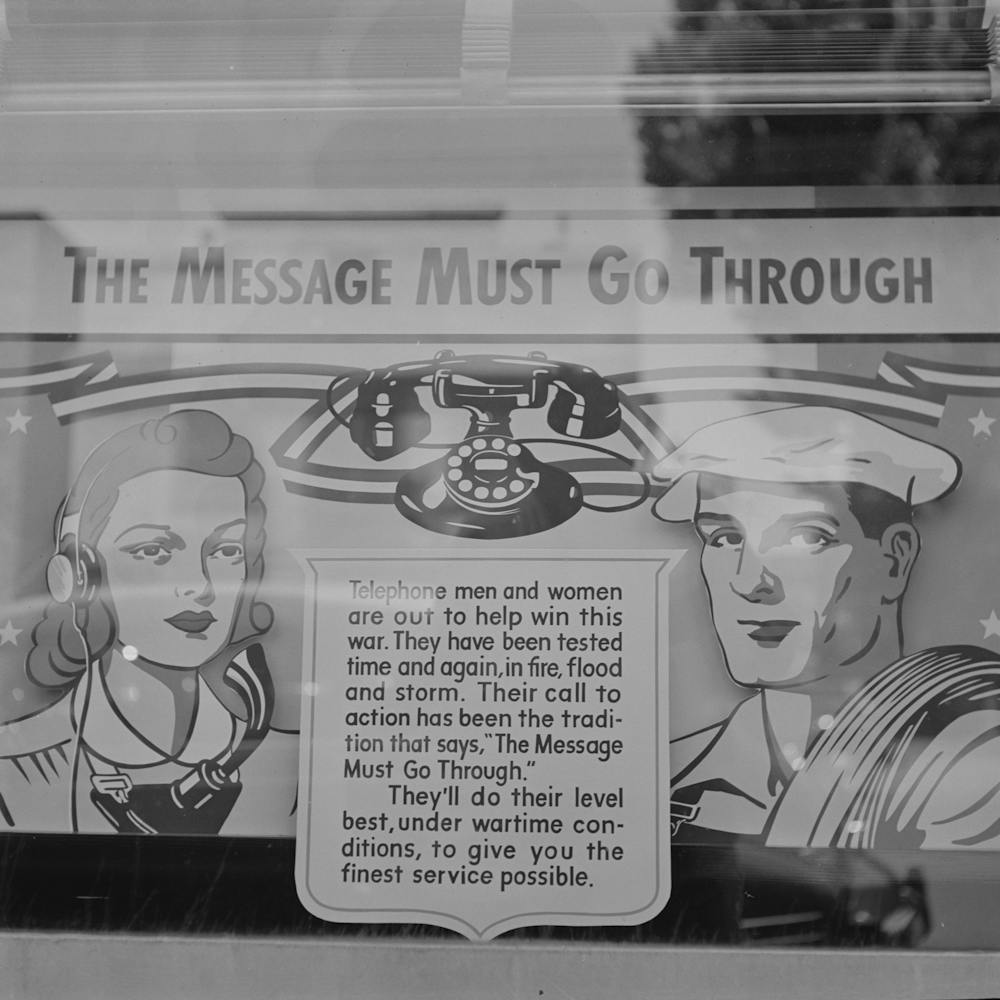 THE MESSAGE MUST GO THROUGH
Telephone men and women
are out to help win this
war. They have been tested
time and again, in fire, flood
and storm. Their call to
action has been the tradi-
tion that says, "The Message
Must Go Through."
They'll do their level
best, under wartime con-
ditions, to give you the
finest service possible.